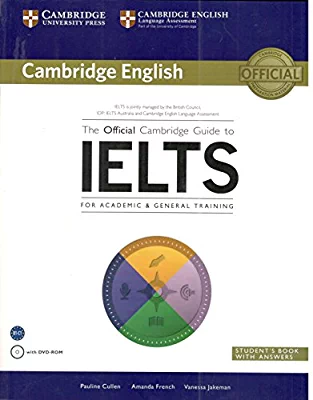 CAMBRIDGE
UNIVERSITY PRESS
CAMBRIDGE ENGLISH
Language Assessment
Part of the University of Cambridge
Cambridge English
OFFICIAL
IELTS is jointly managed by the British Council,
IDP: IELTS Australia and Cambridge English Language Assessment
The Official Cambridge Guide to
IELTS
FOR ACADEMIC & GENERAL TRAINING
with DVD-ROM
STUDENT'S BOOK
WITH ANSWERS
Pauline Cullen Amanda French Vanessa Jakeman